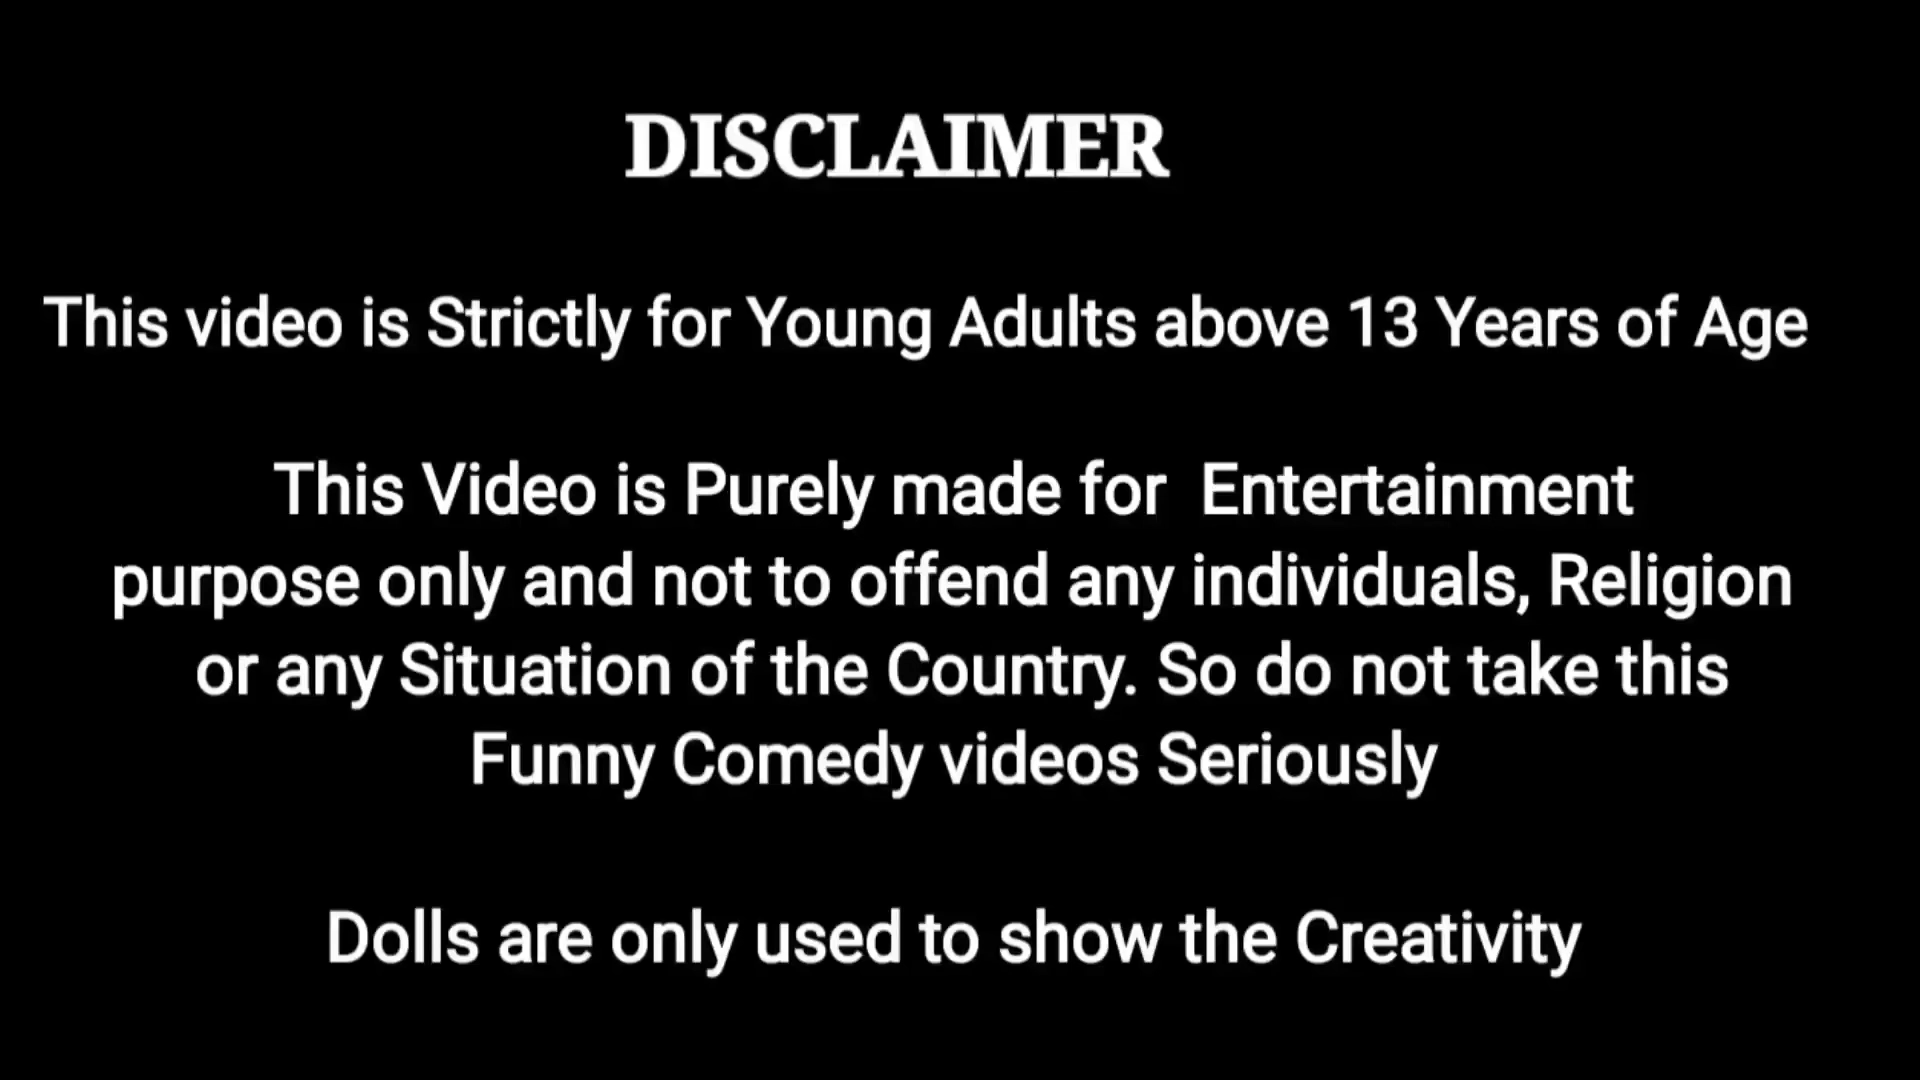 DISCLAIMER
This video is Strictly for Young Adults above 13 Years of Age
This Video is Purely made for  Entertainment
purpose only and not to offend any individuals, Religion
or any Situation of the Country. So do not take this
Funny Comedy videos Seriously
Dolls are only used to show the Creativity